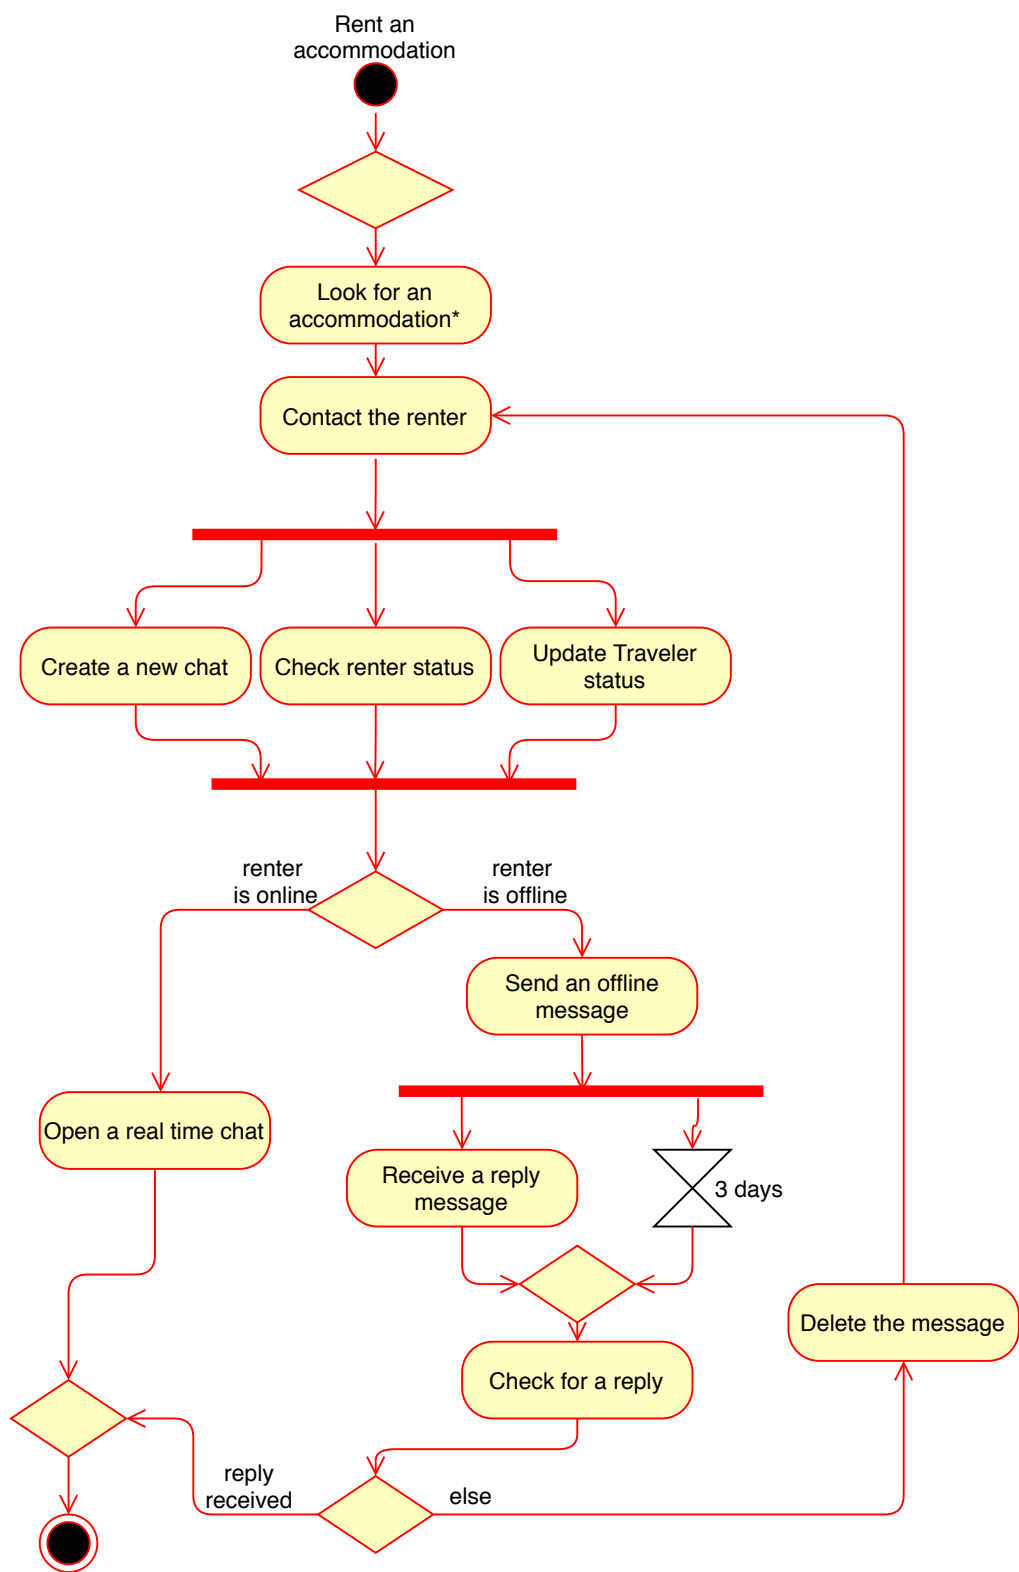 Rent an
accommodation
Look for an
accommodation*
Contact the renter
Create a new chat
Check renter status
Update Traveler
status
renter
is online
renter
is offline
Send an offline
message
Open a real time chat
Receive a reply
message
3 days
Delete the message
Check for a reply
reply
received
else